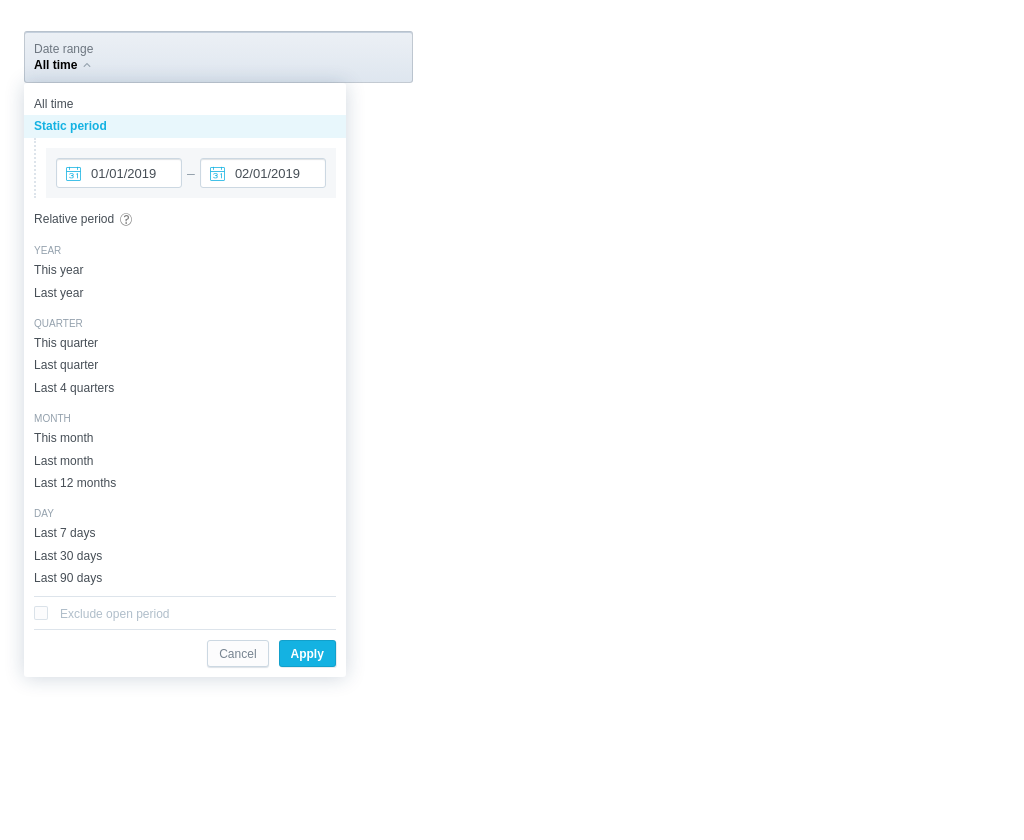 Date range
All time
All time
Static period
31 01/01/2019 – 31 02/01/2019
Relative period ?
YEAR
This year
Last year
QUARTER
This quarter
Last quarter
Last 4 quarters
MONTH
This month
Last month
Last 12 months
DAY
Last 7 days
Last 30 days
Last 90 days
Exclude open period
Cancel Apply